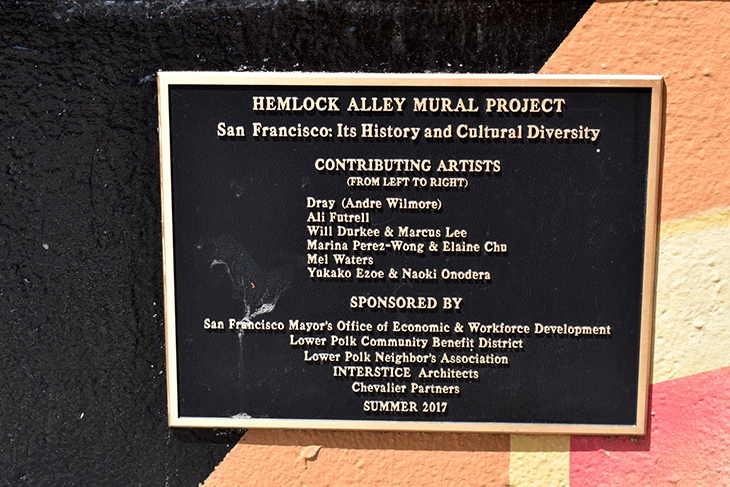 HEMLOCK ALLEY MURAL PROJECT
San Francisco: Its History and Cultural Diversity
CONTRIBUTING ARTISTS
(FROM LEFT TO RIGHT)
Dray (Andre Wilmore)
Ali Futrell
Will Durkee & Marcus Lee
Marina Perez-Wong & Elaine Chu
Mel Waters
Yukako Ezoe & Naoki Onodera
SPONSORED BY
San Francisco Mayor's Office of Economic & Workforce Development
Lower Polk Community Benefit District
Lower Polk Neighbor's Association
INTERSTICE Architects
Chevalier Partners
SUMMER 2017